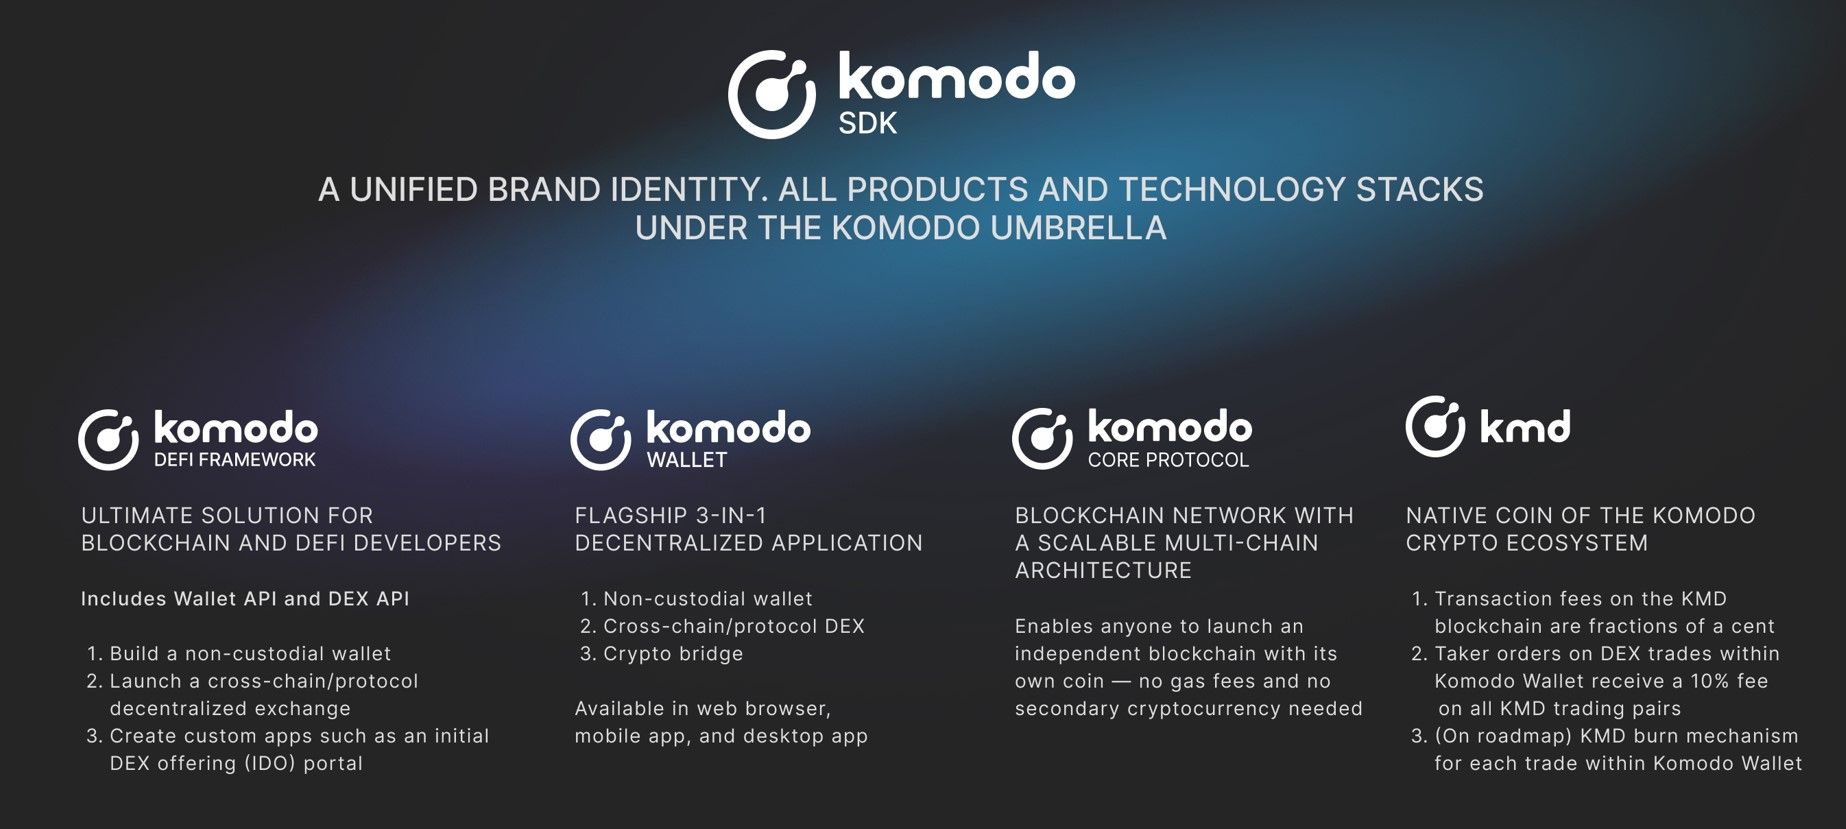 komodo
SDK
A UNIFIED BRAND IDENTITY. ALL PRODUCTS AND TECHNOLOGY STACKS
UNDER THE KOMODO UMBRELLA
komodo
DEFI FRAMEWORK
ULTIMATE SOLUTION FOR
BLOCKCHAIN AND DEFI DEVELOPERS
Includes Wallet API and DEX API
1. Build a non-custodial wallet
2. Launch a cross-chain/protocol
decentralized exchange
3. Create custom apps such as an initial
DEX offering (IDO) portal
komodo
WALLET
FLAGSHIP 3-IN-1
DECENTRALIZED APPLICATION
1. Non-custodial wallet
2. Cross-chain/protocol DEX
3. Crypto bridge
Available in web browser,
mobile app, and desktop app
komodo
CORE PROTOCOL
BLOCKCHAIN NETWORK WITH
A SCALABLE MULTI-CHAIN
ARCHITECTURE
Enables anyone to launch an
independent blockchain with its
own coin — no gas fees and no
secondary cryptocurrency needed
kmd
NATIVE COIN OF THE KOMODO
CRYPTO ECOSYSTEM
1. Transaction fees on the KMD
blockchain are fractions of a cent
2. Taker orders on DEX trades within
Komodo Wallet receive a 10% fee
on all KMD trading pairs
3. (On roadmap) KMD burn mechanism
for each trade within Komodo Wallet